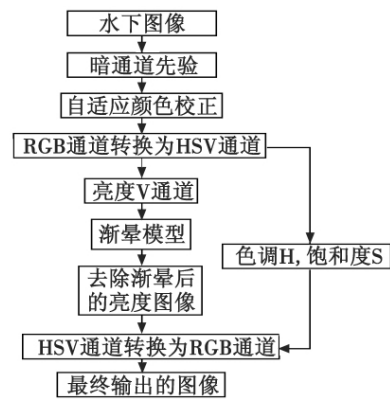 水下图像
暗通道先验
自适应颜色校正
RGB通道转换为HSV通道
亮度V通道
渐晕模型
色调H,饱和度S
去除渐晕后
的亮度图像
HSV通道转换为RGB通道
最终输出的图像